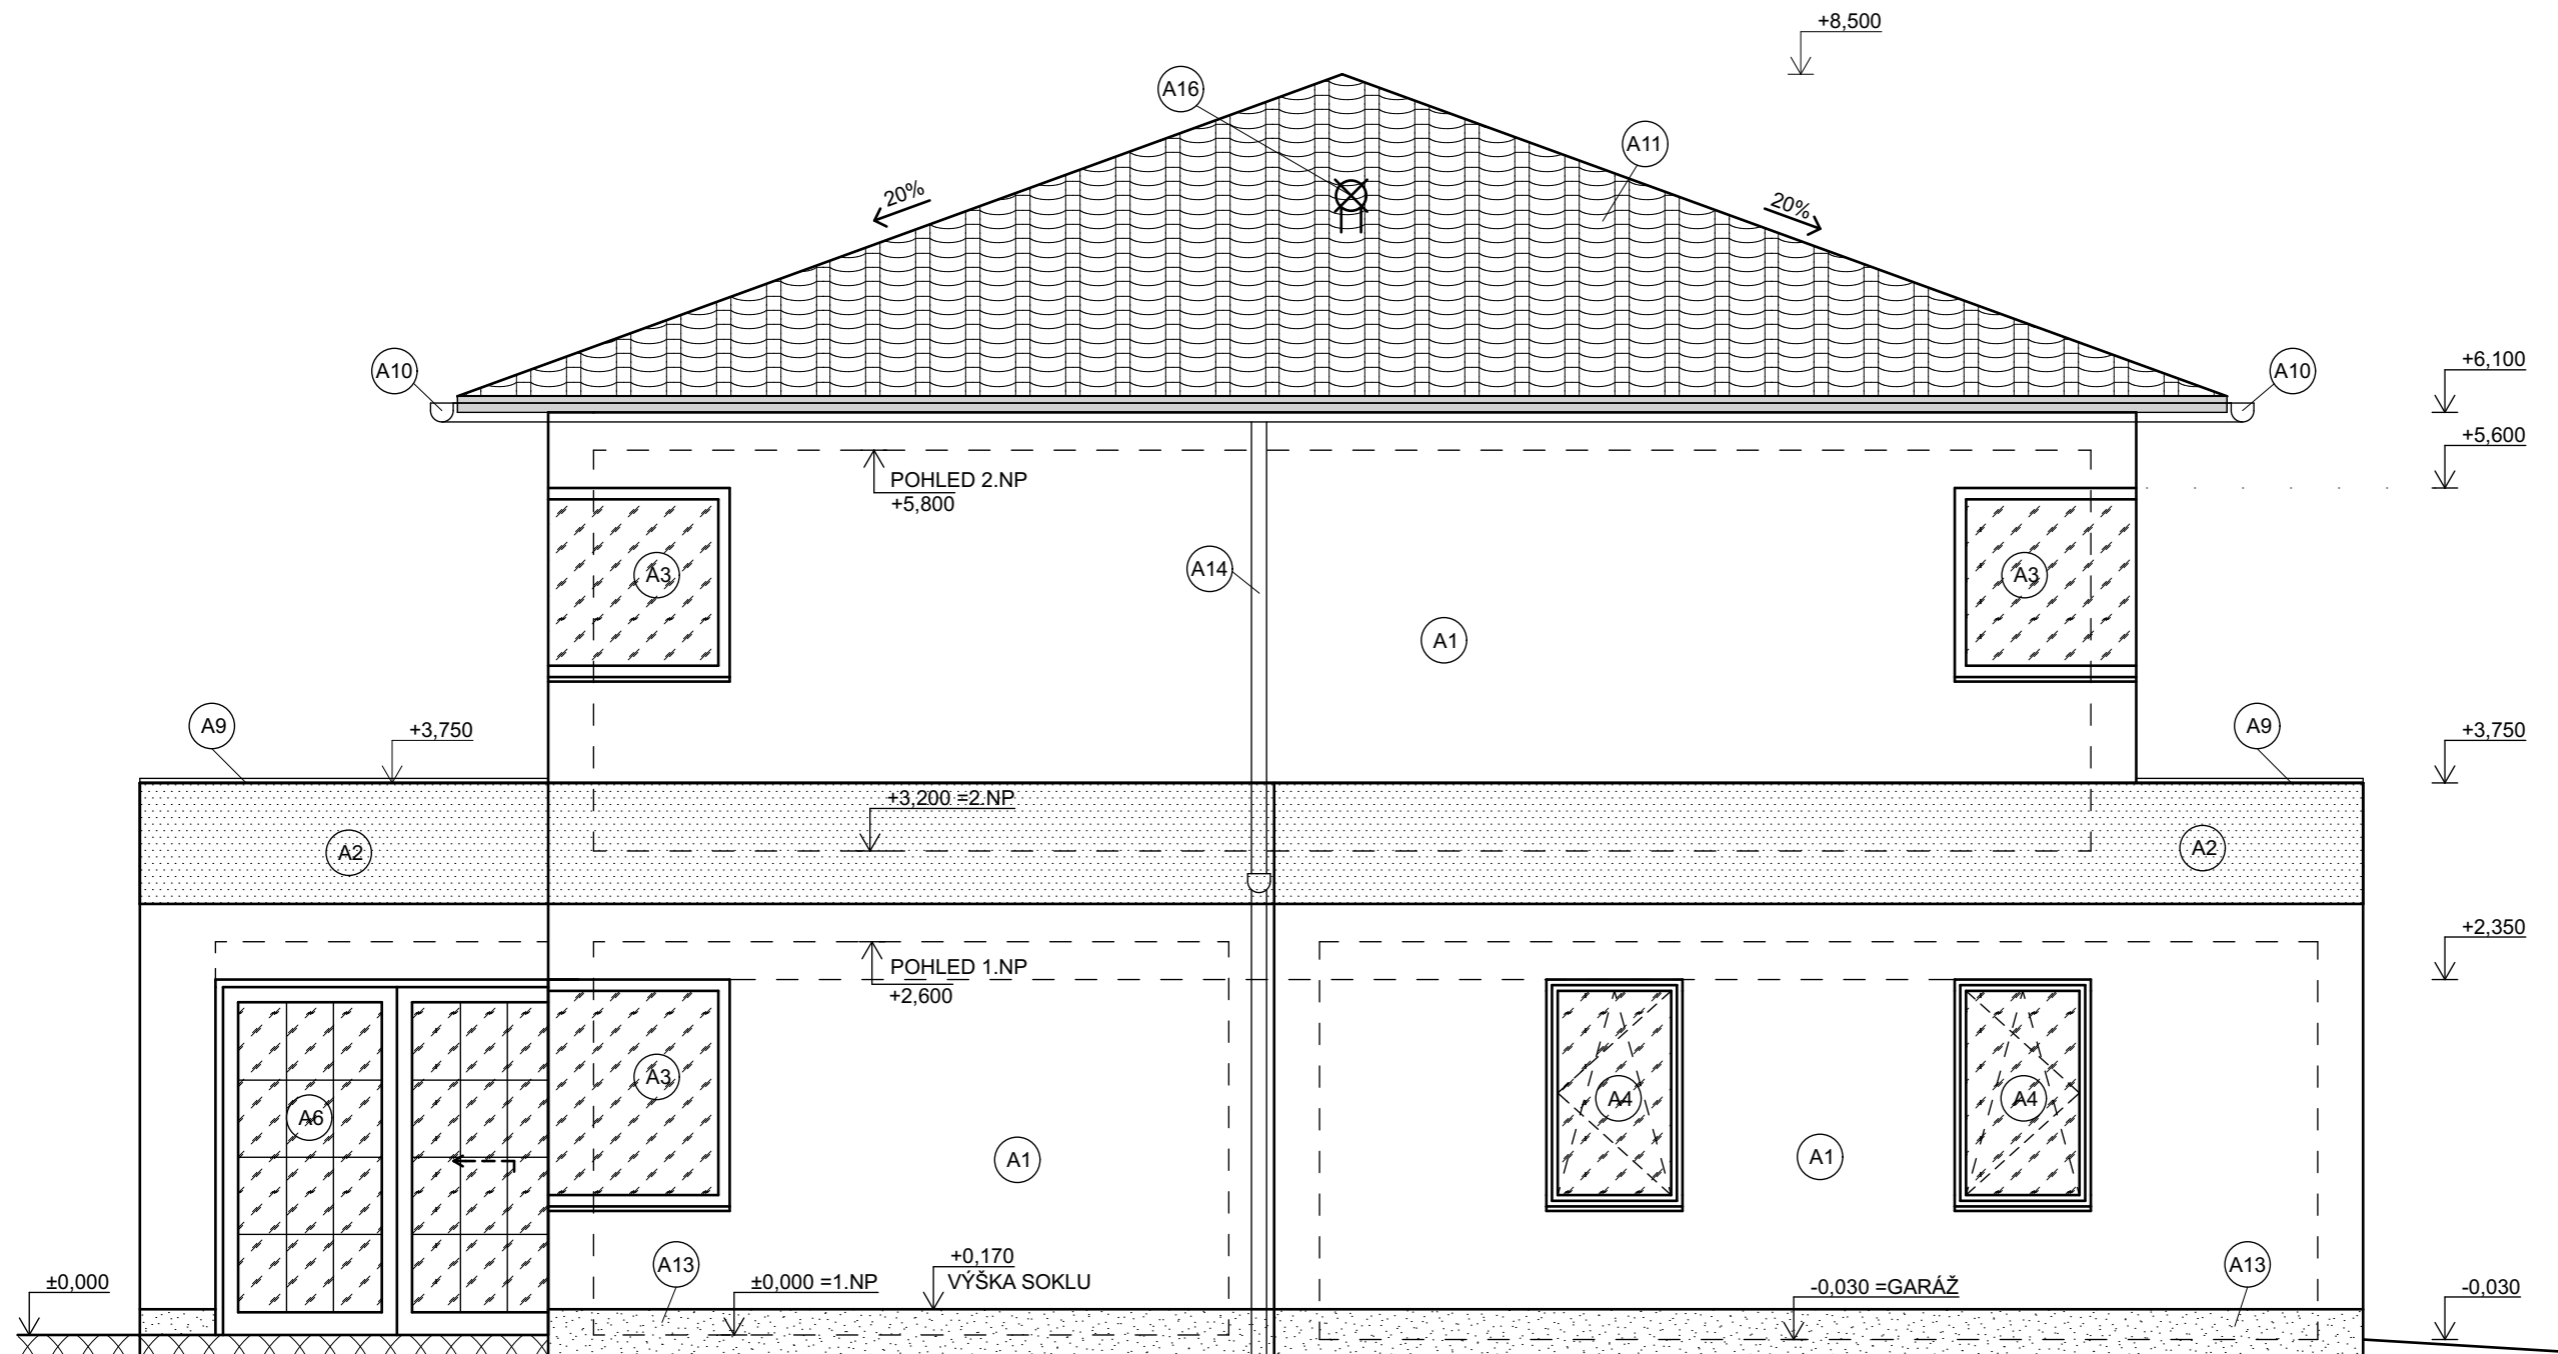 +8,500
A16
A11
20%
20%
A10
A10
+6,100
+5,600
POHLED 2.NP
+5,800
A3
A14
A3
A1
A9
+3,750
A9
+3,750
+3,200 =2.NP
A2
A2
+2,350
POHLED 1.NP
+2,600
A3
A4
A4
A6
A1
A1
A13
+0,170
VÝŠKA SOKLU
A13
±0,000
±0,000 =1.NP
-0,030 =GARÁŽ
-0,030